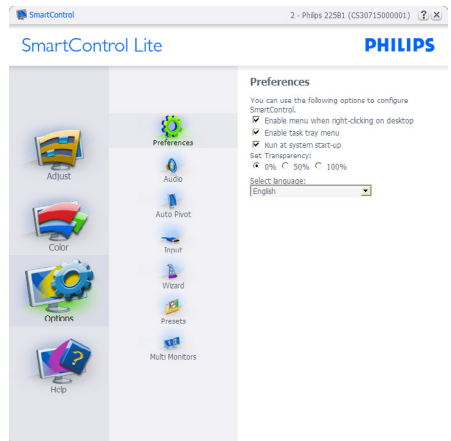 SmartControl
2 - Philips 225B1 (CS30715000001) ? X
SmartControl Lite
PHILIPS
Adjust
Color
Options
Help
Preferences
Audio
Auto Pivot
Input
Wizard
Presets
Multi Monitors
Preferences
You can use the following options to configure
SmartControl.
Enable menu when right-clicking on desktop
Enable task tray menu
Run at system start-up
Set Transparency:
0% 50% 100%
Select language:
English